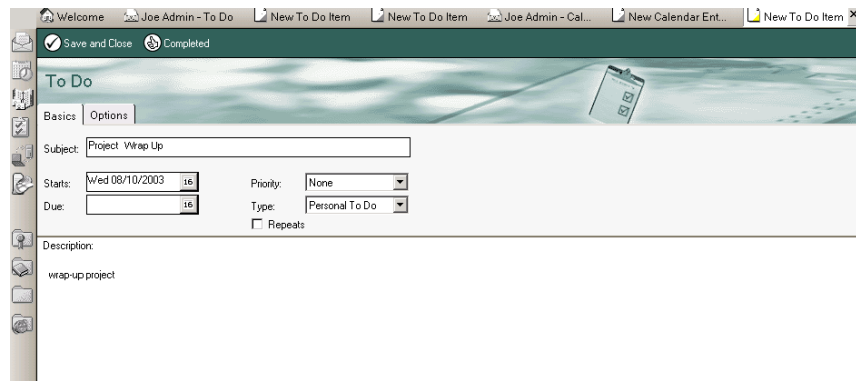 Welcome Joe Admin - To Do New To Do Item New To Do Item Joe Admin - Cal... New Calendar Ent... New To Do Item
Save and Close Completed
To Do
Basics Options
Subject: Project Wrap Up
Starts: Wed 08/10/2003 16 Priority: None
Due: 16 Type: Personal To Do
Repeats
Description:
wrap-up project